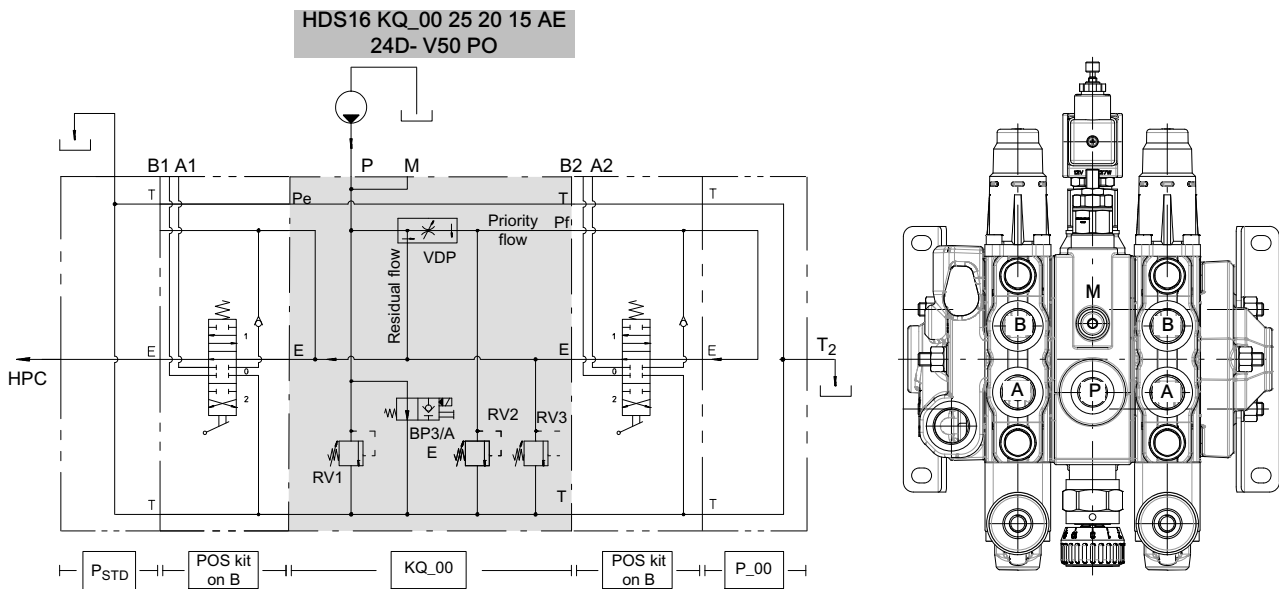 HDS16 KQ_00 25 20 15 AE
24D- V50 PO
B1 A1
P
M
B2 A2
T
Pe
T
T
Priority
flow
Pf
VDP
Residual flow
M
1
0
2
E
E
E
E
1
0
2
HPC
T2
B
B
A
P
A
BP3/A
E
RV1
RV2
RV3
T
T
T
PSTD
POS kit
on B
KQ_00
POS kit
on B
P_00